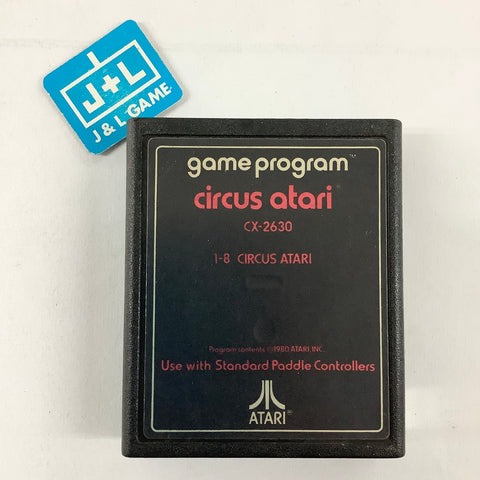 J+L
J & L GAME
game program
circus atari™
CX-2630
1-8 CIRCUS ATARI
Program contents ©1980 ATARI, INC.
Use with Standard Paddle Controllers
ATARI®